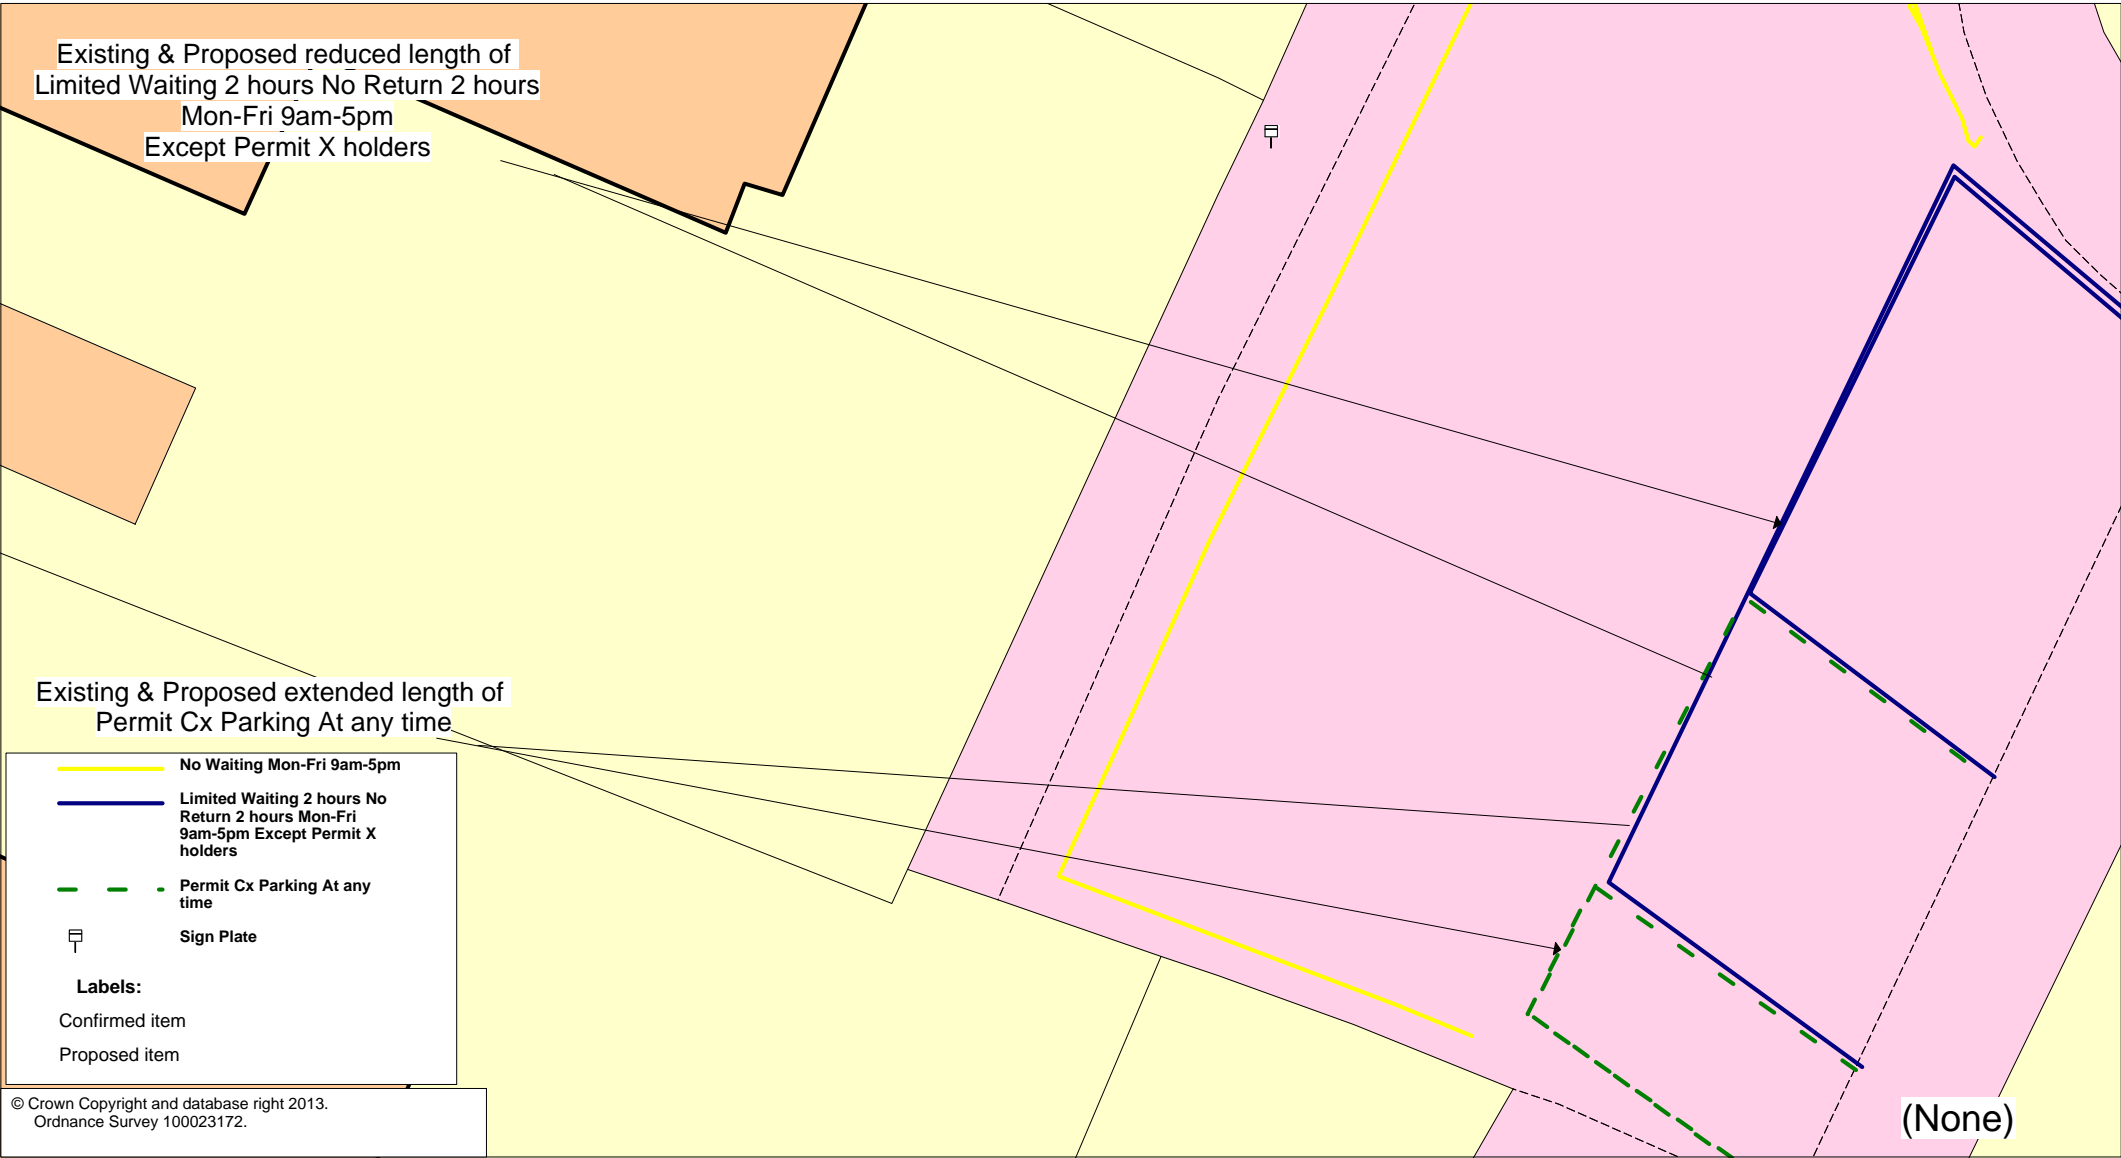 Existing & Proposed reduced length of
Limited Waiting 2 hours No Return 2 hours
Mon-Fri 9am-5pm
Except Permit X holders
Existing & Proposed extended length of
Permit Cx Parking At any time
No Waiting Mon-Fri 9am-5pm
Limited Waiting 2 hours No
Return 2 hours Mon-Fri
9am-5pm Except Permit X
holders
Permit Cx Parking At any
time
Sign Plate
Labels:
Confirmed item
Proposed item
© Crown Copyright and database right 2013.
Ordnance Survey 100023172.
(None)